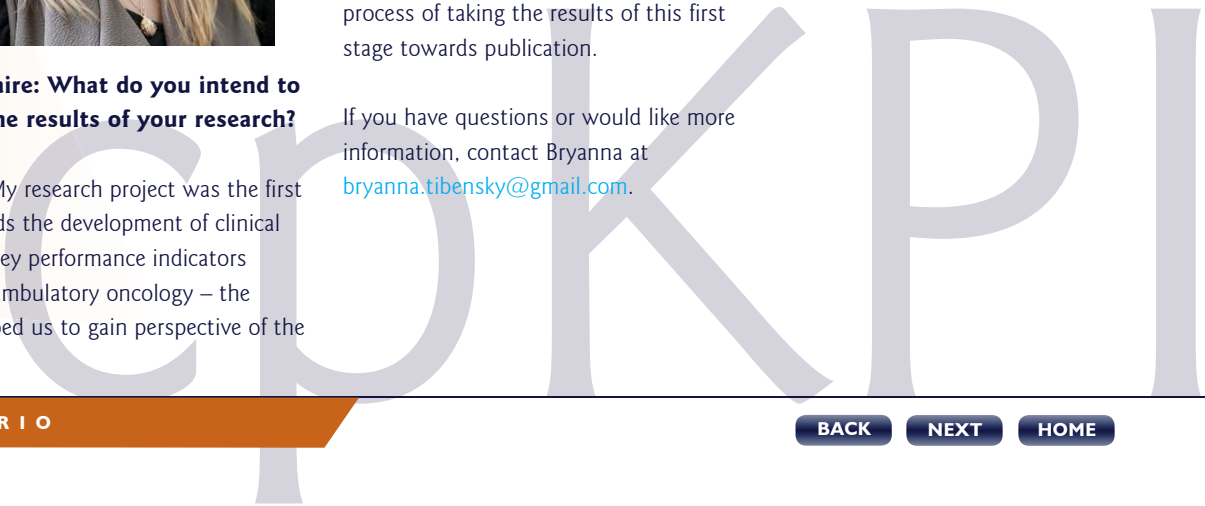 aire: What do you intend to
he results of your research?
My research project was the first
ds the development of clinical
ey performance indicators
mbulatory oncology – the
ped us to gain perspective of the
process of taking the results of this first
stage towards publication.
If you have questions or would like more
information, contact Bryanna at
bryanna.tibensky@gmail.com.
cpKPI
RIO
BACK NEXT HOME